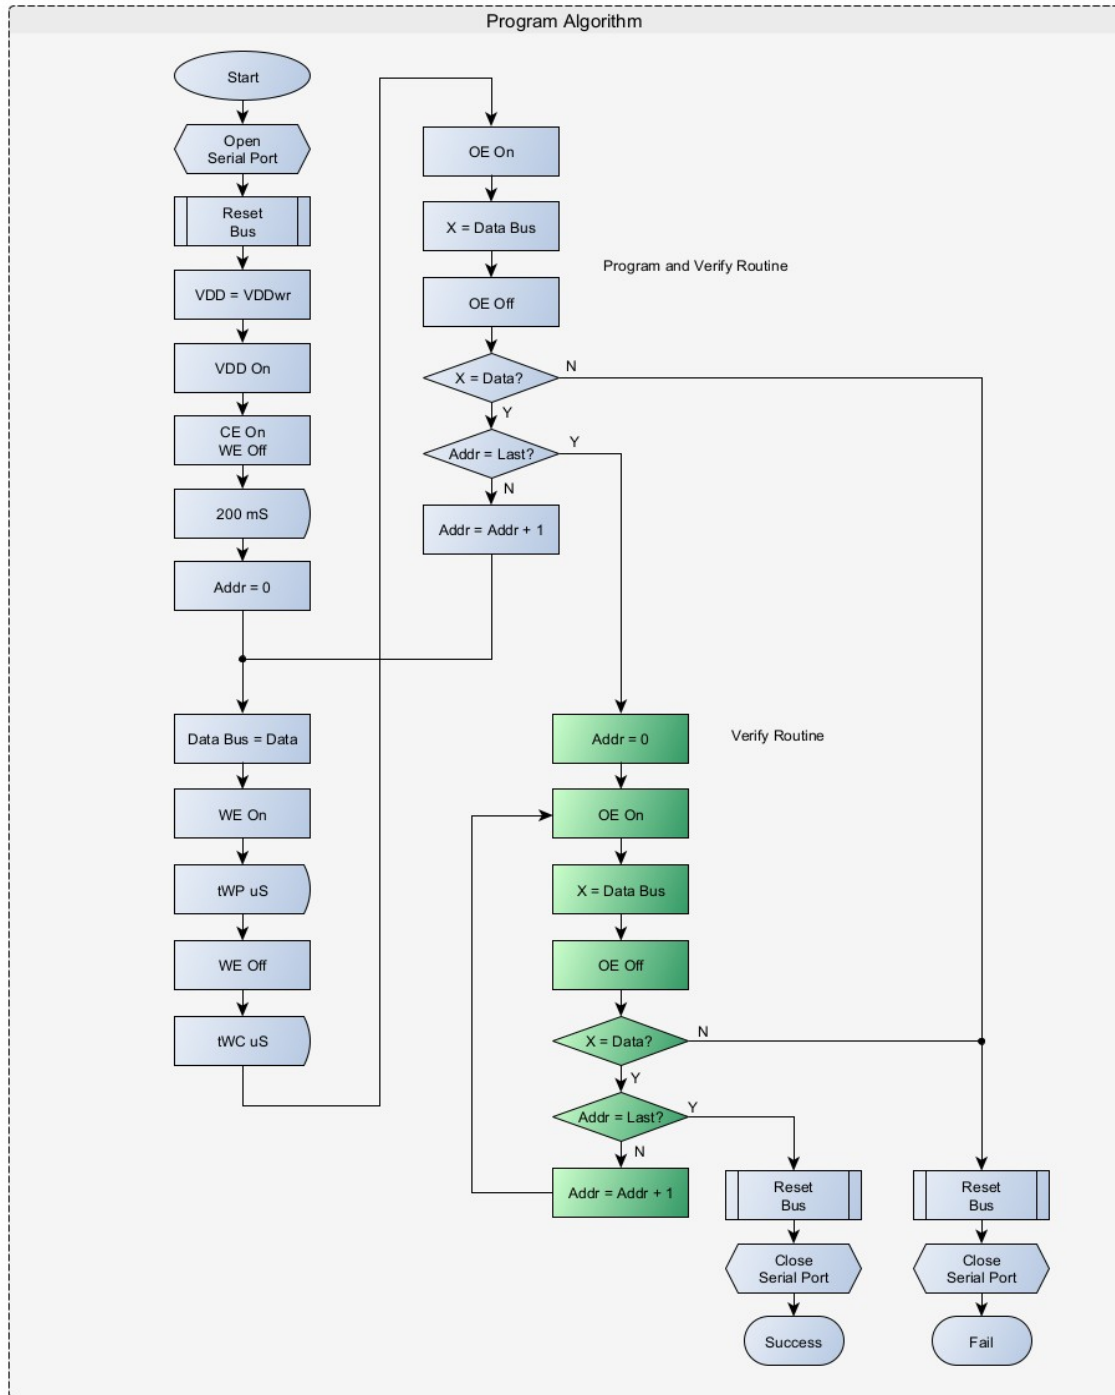 Program Algorithm
Start
Open
Serial Port
Reset
Bus
VDD = VDDwr
VDD On
CE On
WE Off
200 mS
Addr = 0
Data Bus = Data
WE On
tWP uS
WE Off
tWC uS
OE On
X = Data Bus
Program and Verify Routine
OE Off
X = Data?
N
Y
Addr = Last?
Y
N
Addr = Addr + 1
Addr = 0
Verify Routine
OE On
X = Data Bus
OE Off
X = Data?
N
Y
Addr = Last?
Y
N
Addr = Addr + 1
Reset
Bus
Close
Serial Port
Success
Reset
Bus
Close
Serial Port
Fail